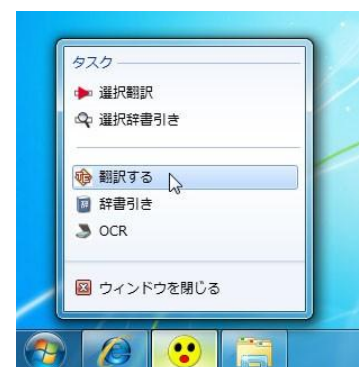 タスク
選択翻訳
選択辞書引き
翻訳する
辞書引き
OCR
ウィンドウを閉じる